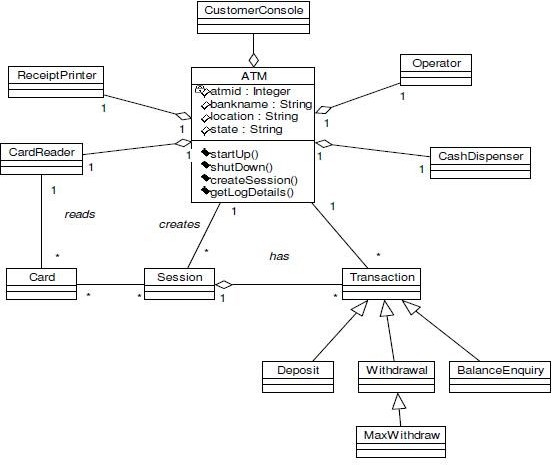 CustomerConsole
ATM
atmid : Integer
bankname : String
location : String
state : String
startUp()
shutDown()
createSession()
getLogDetails()
ReceiptPrinter
1
1
Operator
1
1
CardReader
1
1
1
CashDispenser
1
1
reads
creates
1
1
*
*
*
has
Card
*
*
Session
1
*
Transaction
Deposit
Withdrawal
BalanceEnquiry
MaxWithdraw